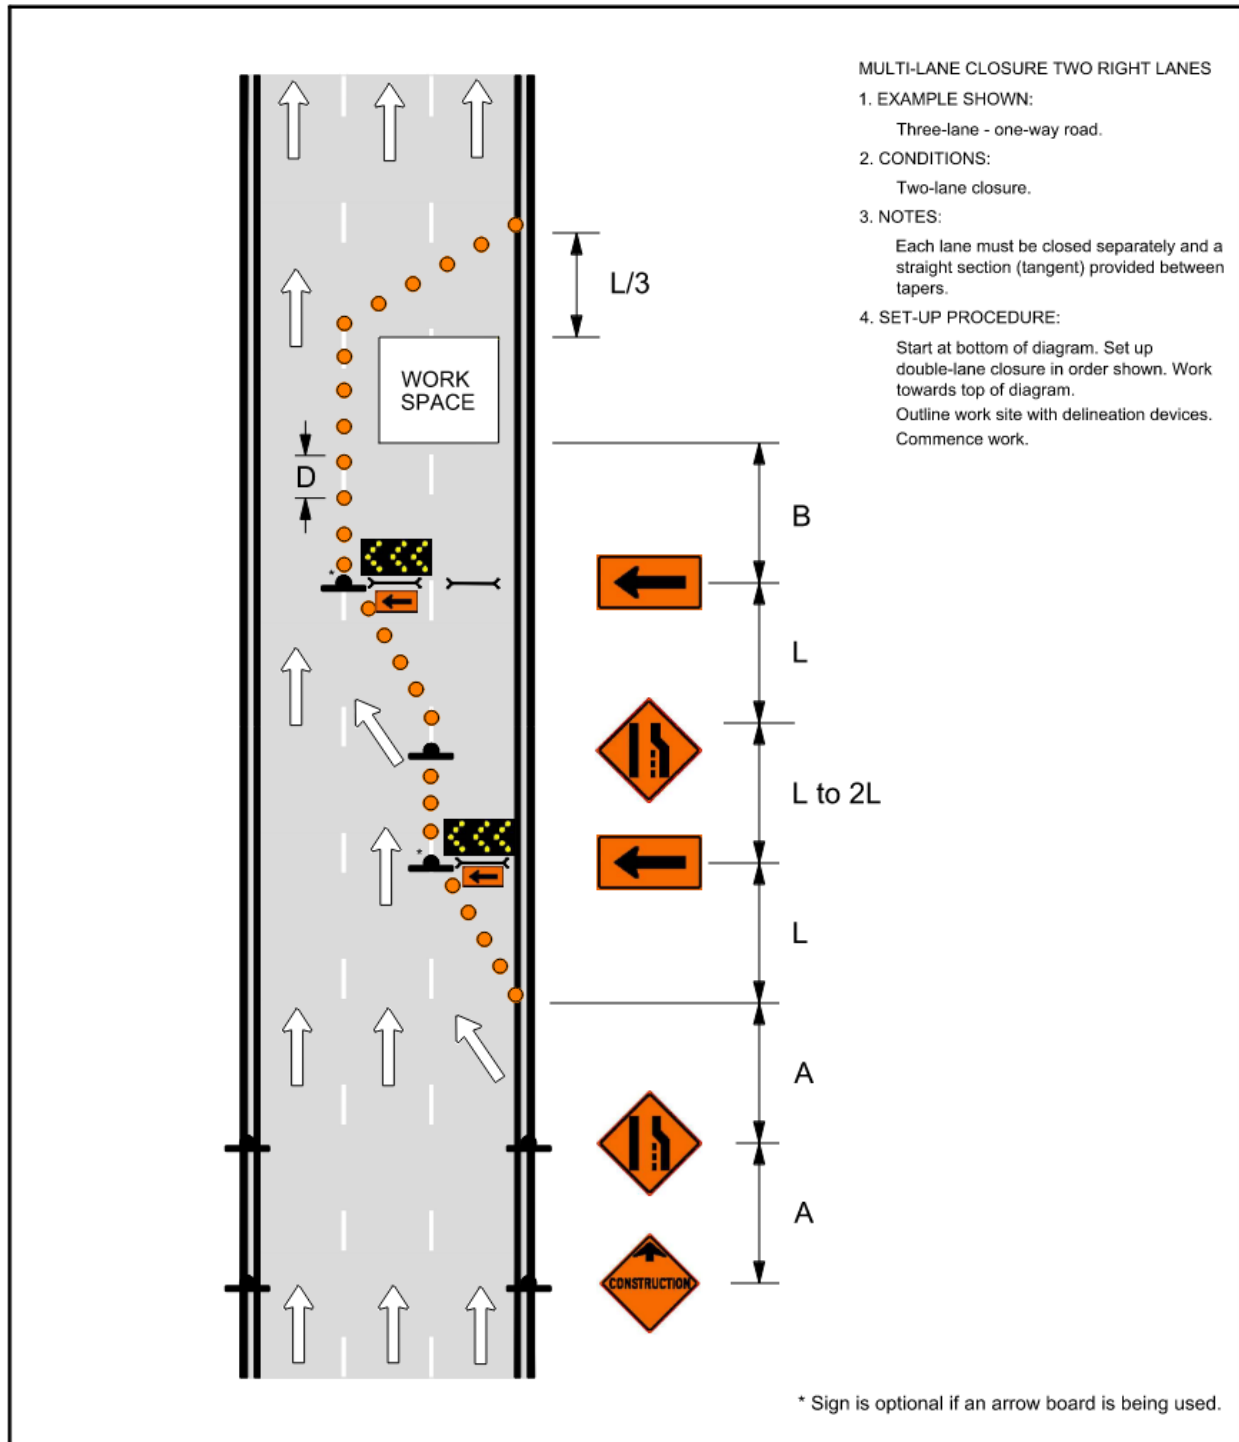 MULTI-LANE CLOSURE TWO RIGHT LANES
1. EXAMPLE SHOWN:
Three-lane - one-way road.
2. CONDITIONS:
Two-lane closure.
3. NOTES:
Each lane must be closed separately and a
straight section (tangent) provided between
tapers.
4. SET-UP PROCEDURE:
Start at bottom of diagram. Set up
double-lane closure in order shown. Work
towards top of diagram.
Outline work site with delineation devices.
Commence work.
L/3
WORK
SPACE
D
B
*
L
L to 2L
*
L
A
A
CONSTRUCTION
* Sign is optional if an arrow board is being used.